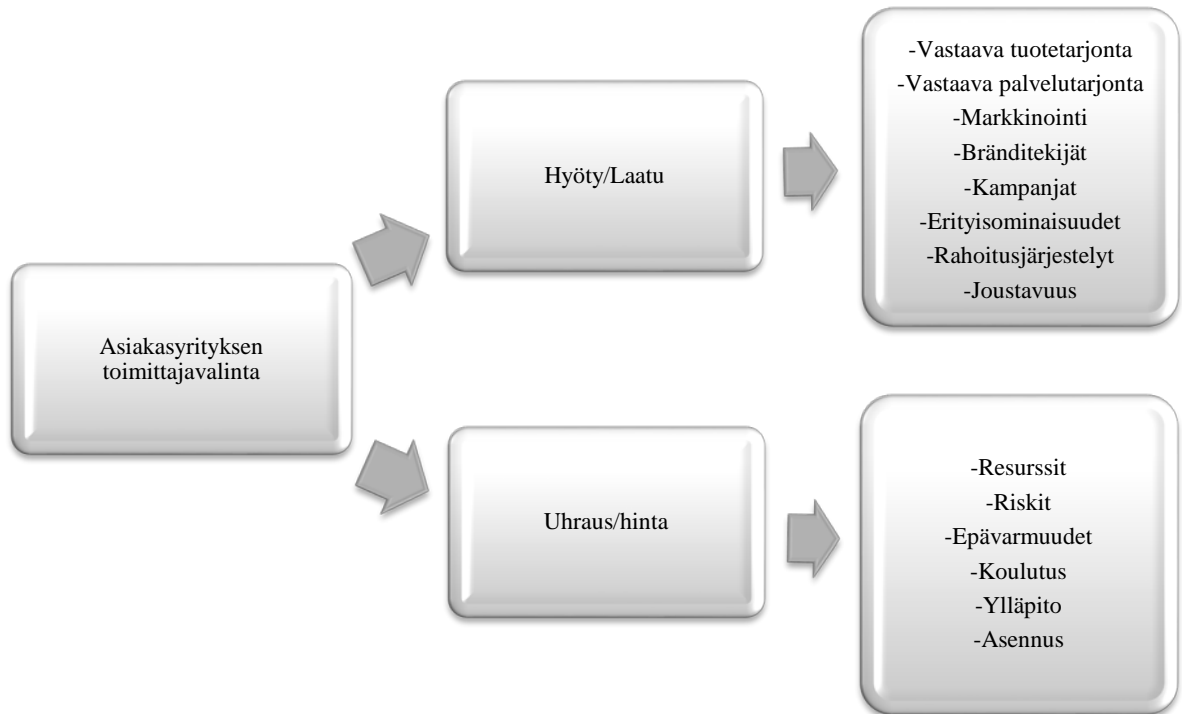 Asiakasyrityksen
toimittajavalinta
Hyöty/Laatu
-Vastaava tuotetarjonta
-Vastaava palvelutarjonta
-Markkinointi
-Bränditekijät
-Kampanjat
-Erityisominaisuudet
-Rahoitusjärjestelyt
-Joustavuus
Uhraus/hinta
-Resurssit
-Riskit
-Epävarmuudet
-Koulutus
-Ylläpito
-Asennus